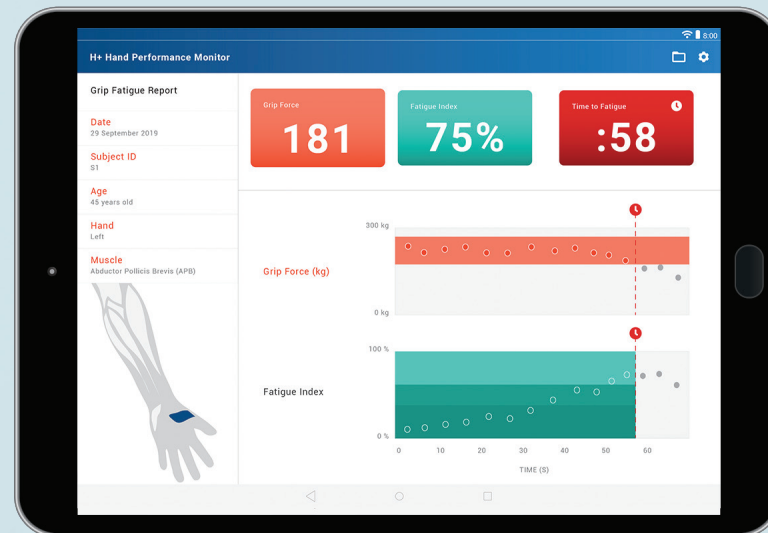 8:00
H+ Hand Performance Monitor
Grip Fatigue Report
Date
29 September 2019
Subject ID
S1
Age
45 years old
Hand
Left
Muscle
Abductor Pollicis Brevis (APB)
Grip Force
181
Fatigue Index
75%
Time to Fatigue
:58
300 kg
Grip Force (kg)
0 kg
100 %
Fatigue Index
0 %
0 10 20 30 40 50 60
TIME (S)